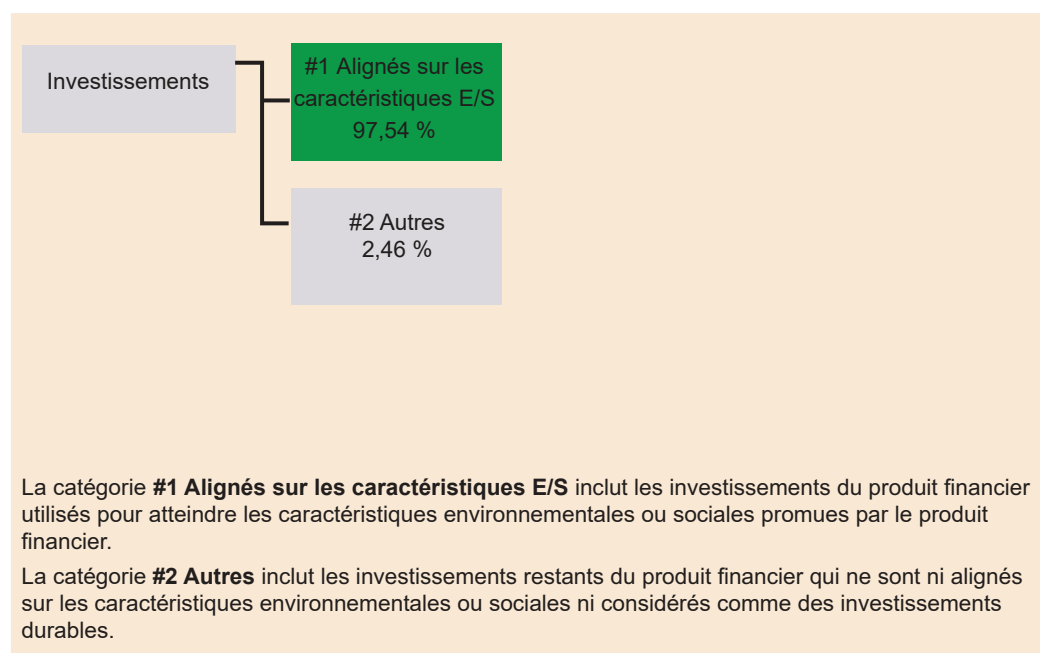 Investissements
#1 Alignés sur les
caractéristiques E/S
97,54 %
#2 Autres
2,46 %
La catégorie #1 Alignés sur les caractéristiques E/S inclut les investissements du produit financier
utilisés pour atteindre les caractéristiques environnementales ou sociales promues par le produit
financier.
La catégorie #2 Autres inclut les investissements restants du produit financier qui ne sont ni alignés
sur les caractéristiques environnementales ou sociales ni considérés comme des investissements
durables.